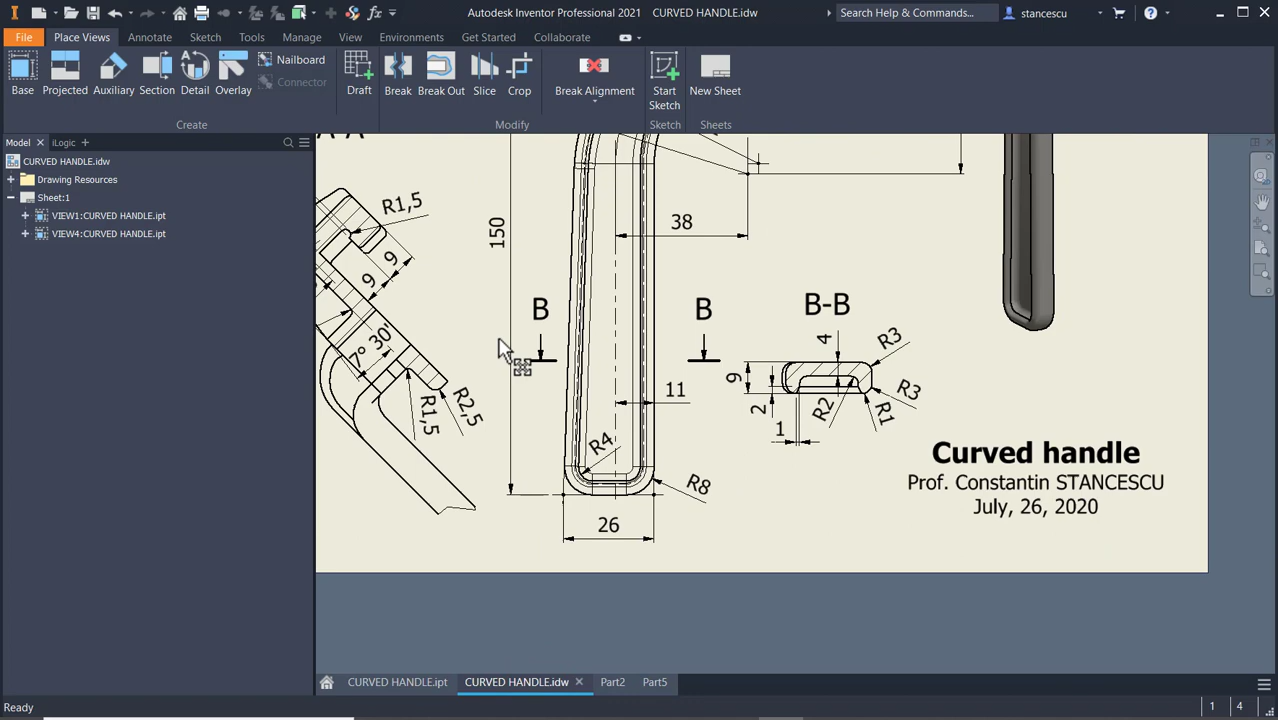 Autodesk Inventor Professional 2021 CURVED HANDLE.idw
Search Help & Commands...
stancescu
File Place Views Annotate Sketch Tools Manage View Environments Get Started Collaborate
Base Projected Auxiliary Section Detail Overlay
Nailboard
Connector
Draft
Break Break Out Slice Crop
Break Alignment
Start Sketch
New Sheet
Create
Modify
Sketch
Sheets
Model
iLogic
CURVED HANDLE.idw
Drawing Resources
Sheet:1
VIEW1:CURVED HANDLE.ipt
VIEW4:CURVED HANDLE.ipt
R1,5
9
9
7° 30'
R1,5
R2,5
150
38
B
B
11
R4
R8
26
B-B
4
R3
9
2
1
R2
R3
R1
Curved handle
Prof. Constantin STANCESCU
July, 26, 2020
CURVED HANDLE.ipt CURVED HANDLE.idw Part2 Part5
Ready
1 4